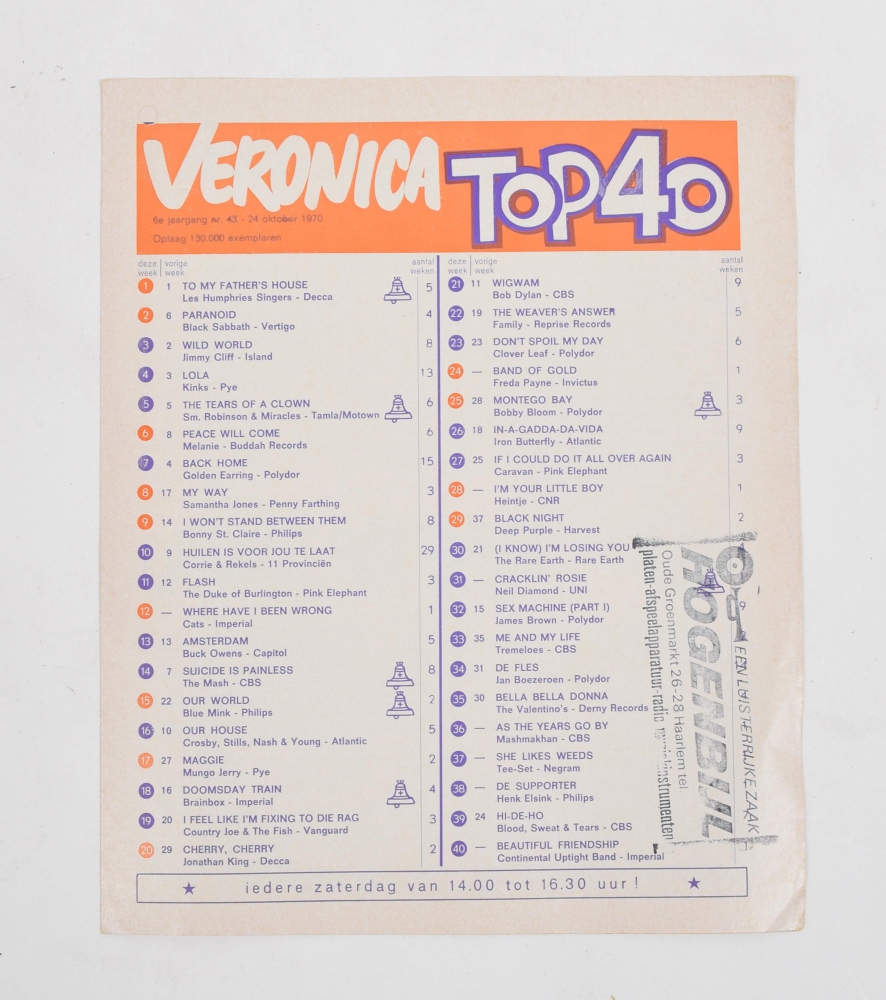 VERONICA TOP 40
6e jaargang nr. 43 - 24 oktober 1970
Oplaag 130.000 exemplaren
deze week | vorige week aantal weken
1 1 TO MY FATHER'S HOUSE 5
Les Humphries Singers - Decca
2 6 PARANOID 4
Black Sabbath - Vertigo
3 2 WILD WORLD 8
Jimmy Cliff - Island
4 3 LOLA 13
Kinks - Pye
5 5 THE TEARS OF A CLOWN 6
Sm. Robinson & Miracles - Tamla/Motown
6 8 PEACE WILL COME 6
Melanie - Buddah Records
7 4 BACK HOME 15
Golden Earring - Polydor
8 17 MY WAY 3
Samantha Jones - Penny Farthing
9 14 I WON'T STAND BETWEEN THEM 8
Bonny St. Claire - Philips
10 9 HUILEN IS VOOR JOU TE LAAT 29
Corrie & Rekels - 11 Provinciën
11 12 FLASH 3
The Duke of Burlington - Pink Elephant
12 — WHERE HAVE I BEEN WRONG 1
Cats - Imperial
13 13 AMSTERDAM 5
Buck Owens - Capitol
14 7 SUICIDE IS PAINLESS 8
The Mash - CBS
15 22 OUR WORLD 2
Blue Mink - Philips
16 10 OUR HOUSE 5
Crosby, Stills, Nash & Young - Atlantic
17 27 MAGGIE 2
Mungo Jerry - Pye
18 16 DOOMSDAY TRAIN 4
Brainbox - Imperial
19 20 I FEEL LIKE I'M FIXING TO DIE RAG 3
Country Joe & The Fish - Vanguard
20 29 CHERRY, CHERRY 2
Jonathan King - Decca
deze week | vorige week aantal weken
21 11 WIGWAM 9
Bob Dylan - CBS
22 19 THE WEAVER'S ANSWER 5
Family - Reprise Records
23 23 DON'T SPOIL MY DAY 6
Clover Leaf - Polydor
24 — BAND OF GOLD 1
Freda Payne - Invictus
25 28 MONTEGO BAY 3
Bobby Bloom - Polydor
26 18 IN-A-GADDA-DA-VIDA 9
Iron Butterfly - Atlantic
27 25 IF I COULD DO IT ALL OVER AGAIN 3
Caravan - Pink Elephant
28 — I'M YOUR LITTLE BOY 1
Heintje - CNR
29 37 BLACK NIGHT 2
Deep Purple - Harvest
30 21 (I KNOW) I'M LOSING YOU
The Rare Earth - Rare Earth
31 — CRACKLIN' ROSIE
Neil Diamond - UNI
32 15 SEX MACHINE (PART I) 9
James Brown - Polydor
33 35 ME AND MY LIFE
Tremeloes - CBS
34 31 DE FLES
Jan Boezeroen - Polydor
35 30 BELLA BELLA DONNA
The Valentino's - Derny Records
36 — AS THE YEARS GO BY
Mashmakhan - CBS
37 — SHE LIKES WEEDS
Tee-Set - Negram
38 — DE SUPPORTER
Henk Elsink - Philips
39 24 HI-DE-HO
Blood, Sweat & Tears - CBS
40 — BEAUTIFUL FRIENDSHIP
Continental Uptight Band - Imperial
EEN LUISTERRIJKE ZAAK
HOGENBIJL
Oude Groenmarkt 26-28 Haarlem tel.
platen-afspeelapparatuur-radio muziekinstrumenten
★ iedere zaterdag van 14.00 tot 16.30 uur! ★